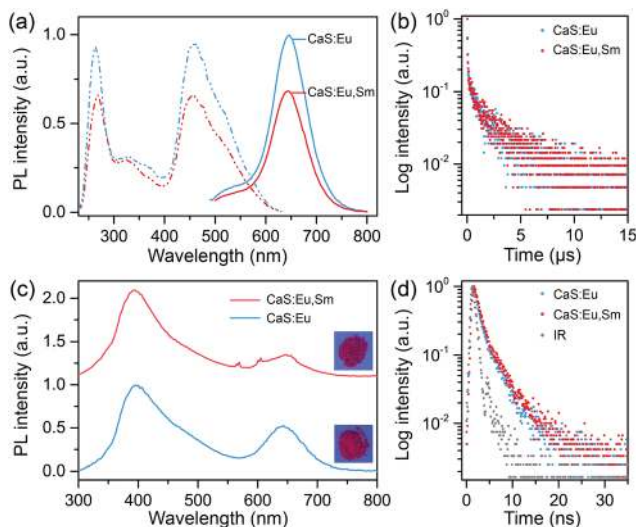 (a)
PL intensity (a.u.)
1.0
0.5
0.0
300 400 500 600 700 800
Wavelength (nm)
CaS:Eu
CaS:Eu,Sm
(b)
Log intensity (a.u.)
10⁰
10⁻¹
10⁻²
0 5 10 15
Time (µs)
CaS:Eu
CaS:Eu,Sm
(c)
PL intensity (a.u.)
2.0
1.5
1.0
0.5
0.0
300 400 500 600 700 800
Wavelength (nm)
CaS:Eu,Sm
CaS:Eu
(d)
Log intensity (a.u.)
10⁰
10⁻¹
10⁻²
0 10 20 30
Time (ns)
CaS:Eu
CaS:Eu,Sm
IR